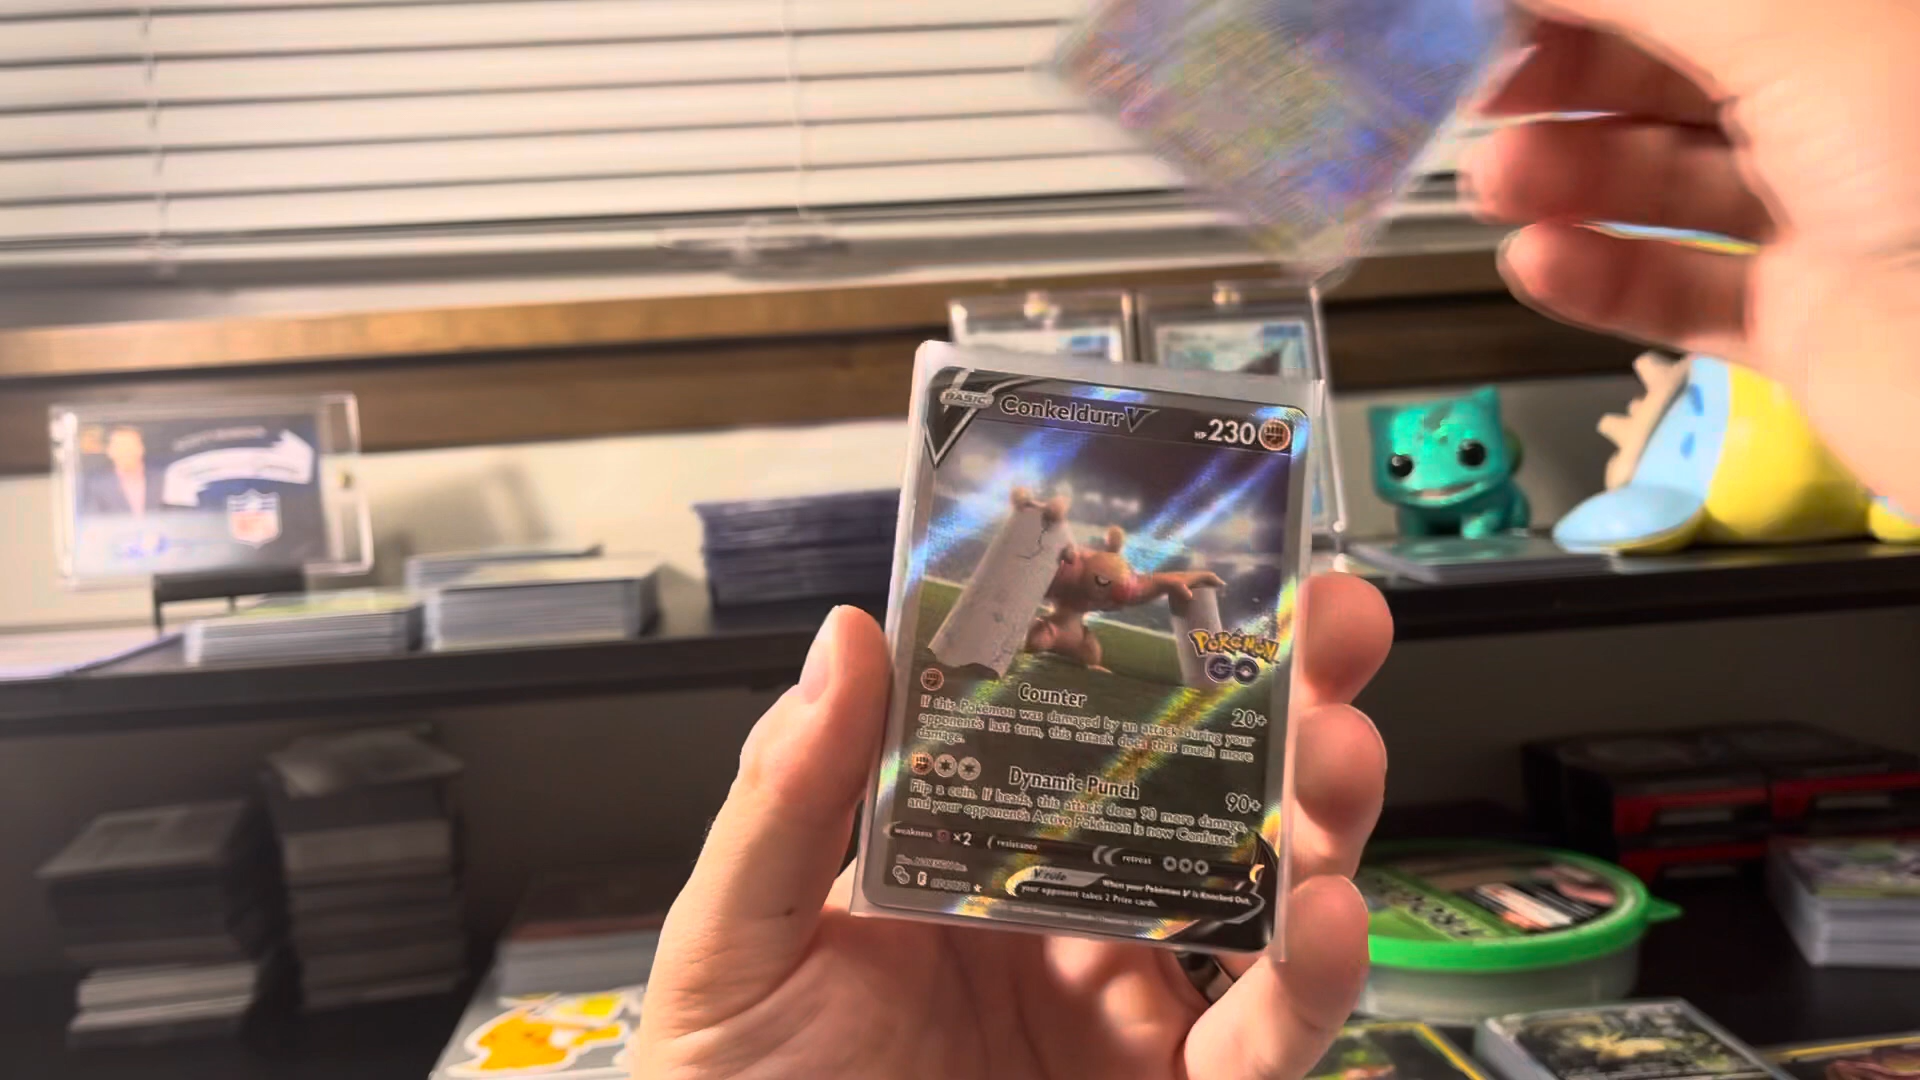 BASIC
Conkeldurr V
HP 230
POKÉMON
GO
Counter
20+
If this Pokémon was damaged by an attack during your
opponent's last turn, this attack does that much more
damage.
Dynamic Punch
90+
Flip a coin. If heads, this attack does 90 more damage,
and your opponent's Active Pokémon is now Confused.
weakness ×2 resistance
retreat
V rule
When your Pokémon V is Knocked Out,
your opponent takes 2 Prize cards.
NFL